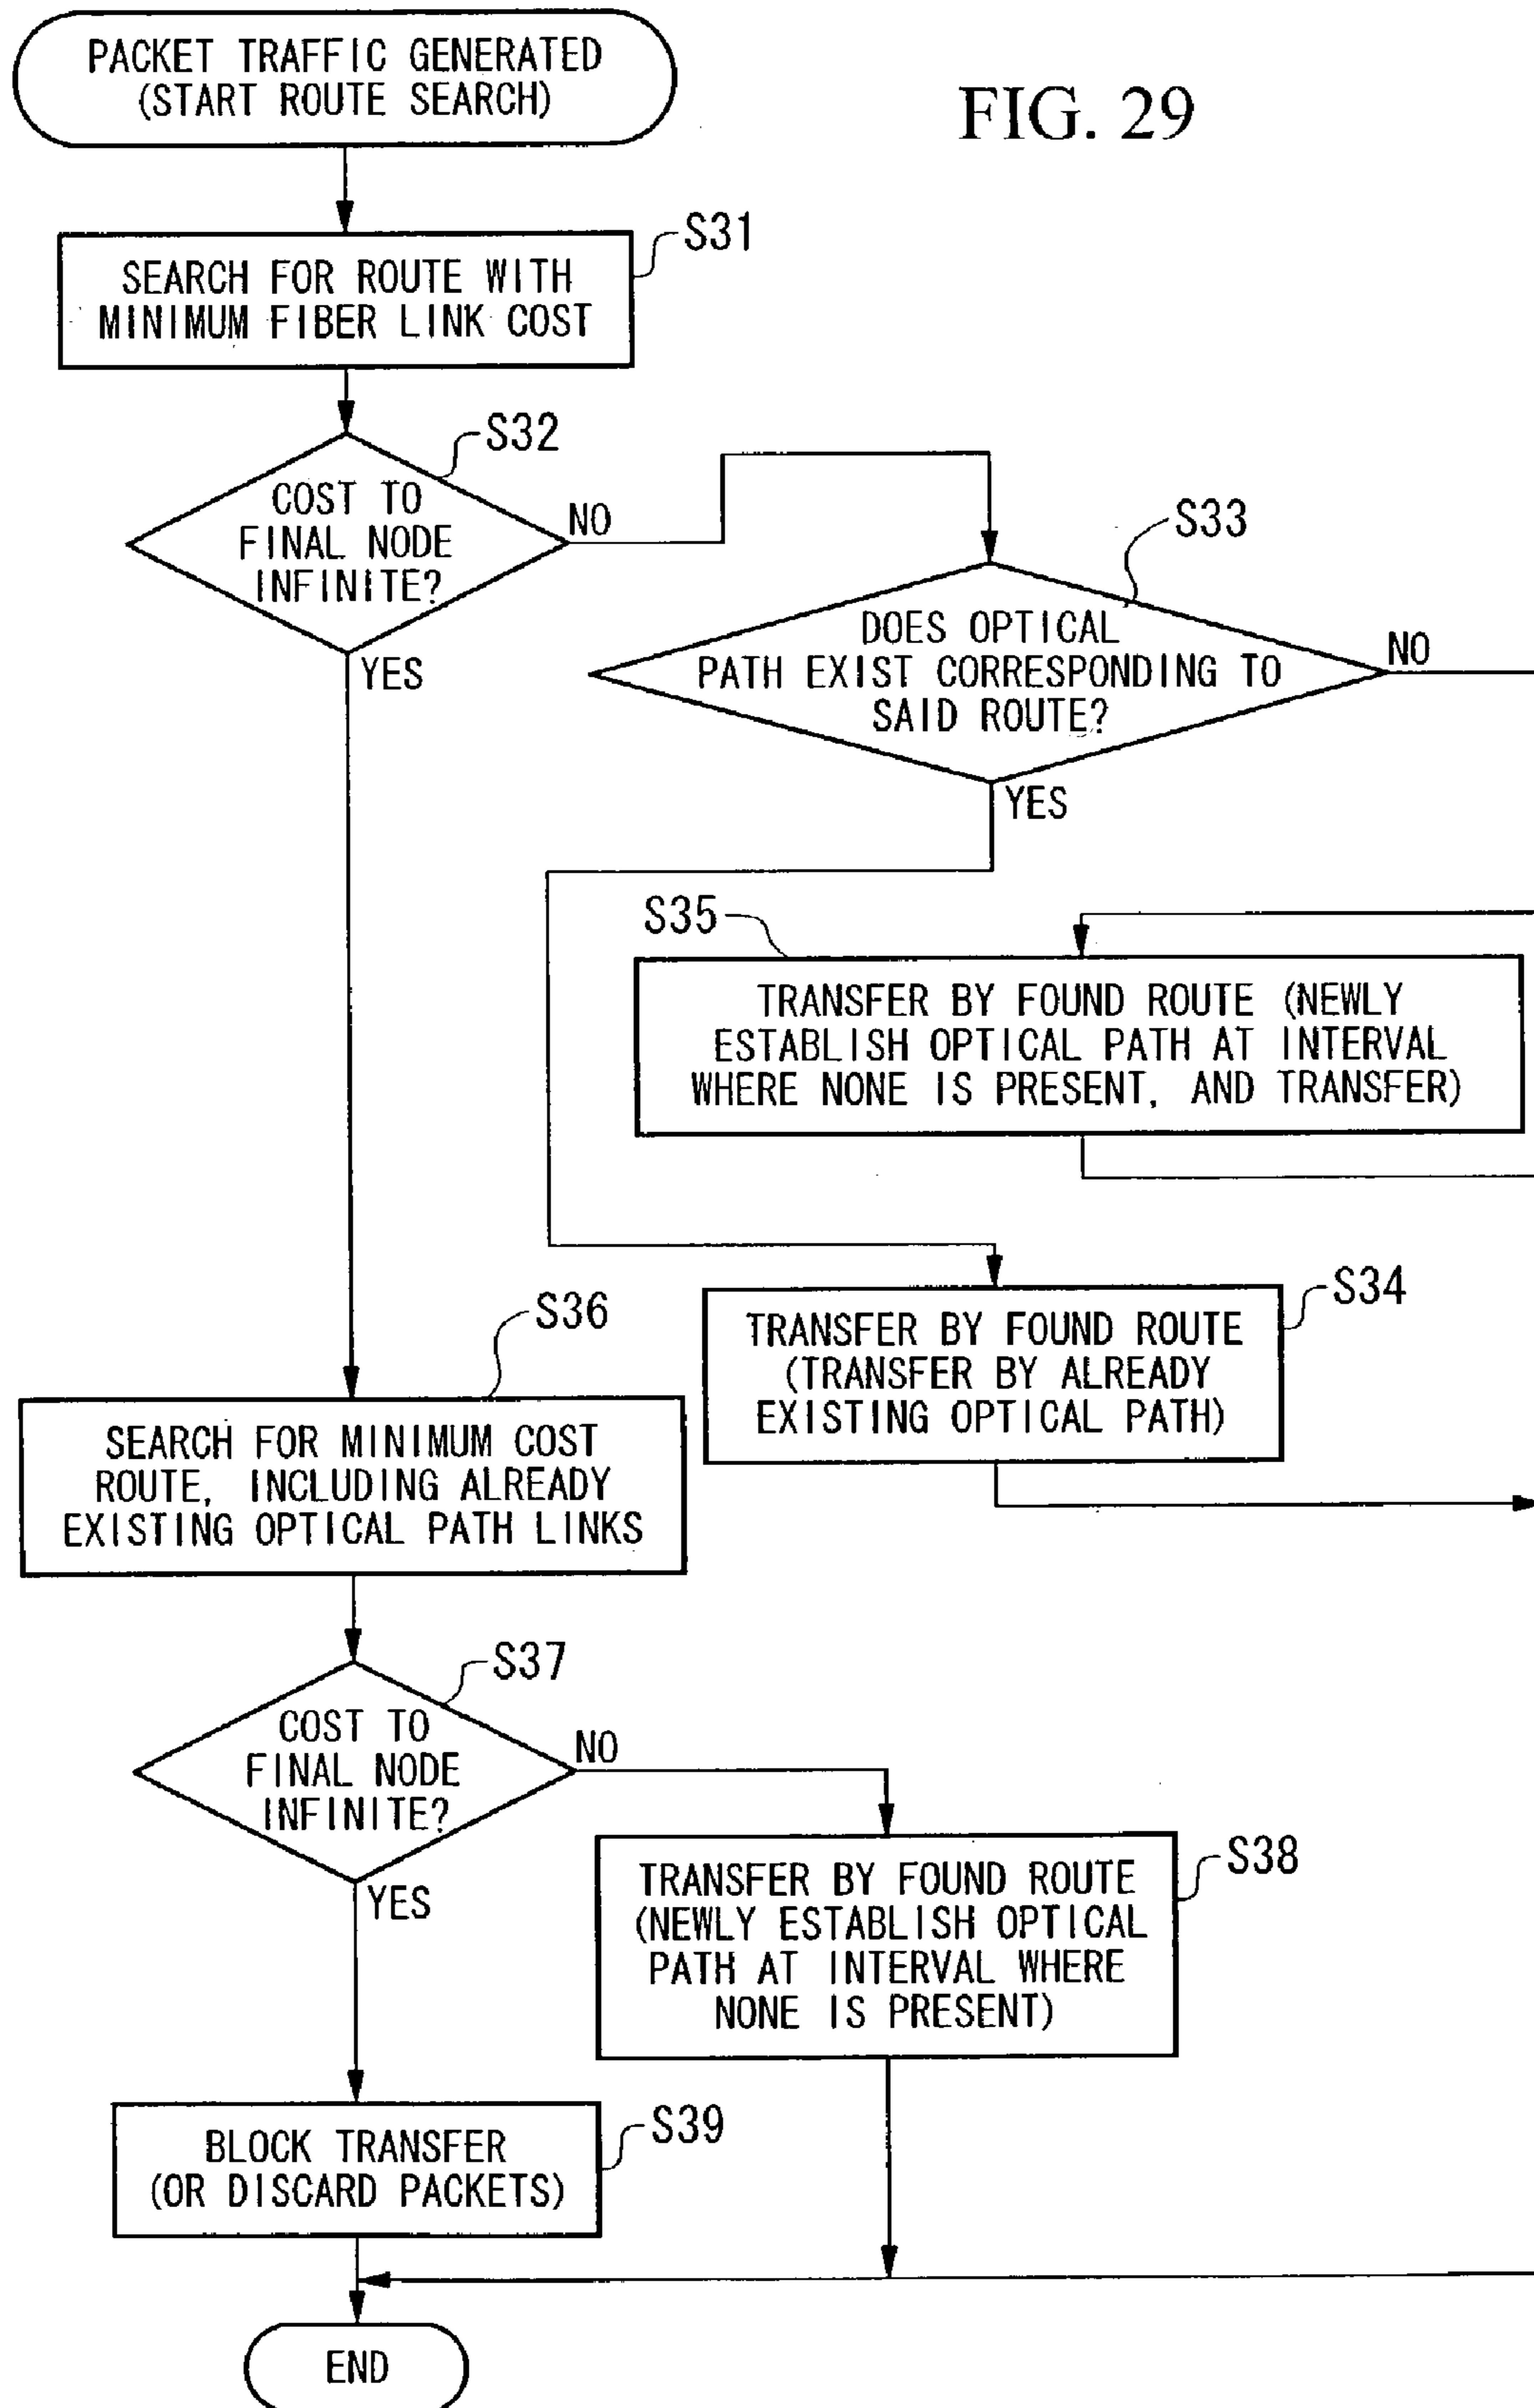 PACKET TRAFFIC GENERATED
(START ROUTE SEARCH)
FIG. 29
S31
SEARCH FOR ROUTE WITH
MINIMUM FIBER LINK COST
S32
COST TO
FINAL NODE
INFINITE?
NO
YES
S33
DOES OPTICAL
PATH EXIST CORRESPONDING TO
SAID ROUTE?
NO
YES
S35
TRANSFER BY FOUND ROUTE (NEWLY
ESTABLISH OPTICAL PATH AT INTERVAL
WHERE NONE IS PRESENT, AND TRANSFER)
S34
TRANSFER BY FOUND ROUTE
(TRANSFER BY ALREADY
EXISTING OPTICAL PATH)
S36
SEARCH FOR MINIMUM COST
ROUTE, INCLUDING ALREADY
EXISTING OPTICAL PATH LINKS
S37
COST TO
FINAL NODE
INFINITE?
NO
YES
S38
TRANSFER BY FOUND ROUTE
(NEWLY ESTABLISH OPTICAL
PATH AT INTERVAL WHERE
NONE IS PRESENT)
S39
BLOCK TRANSFER
(OR DISCARD PACKETS)
END